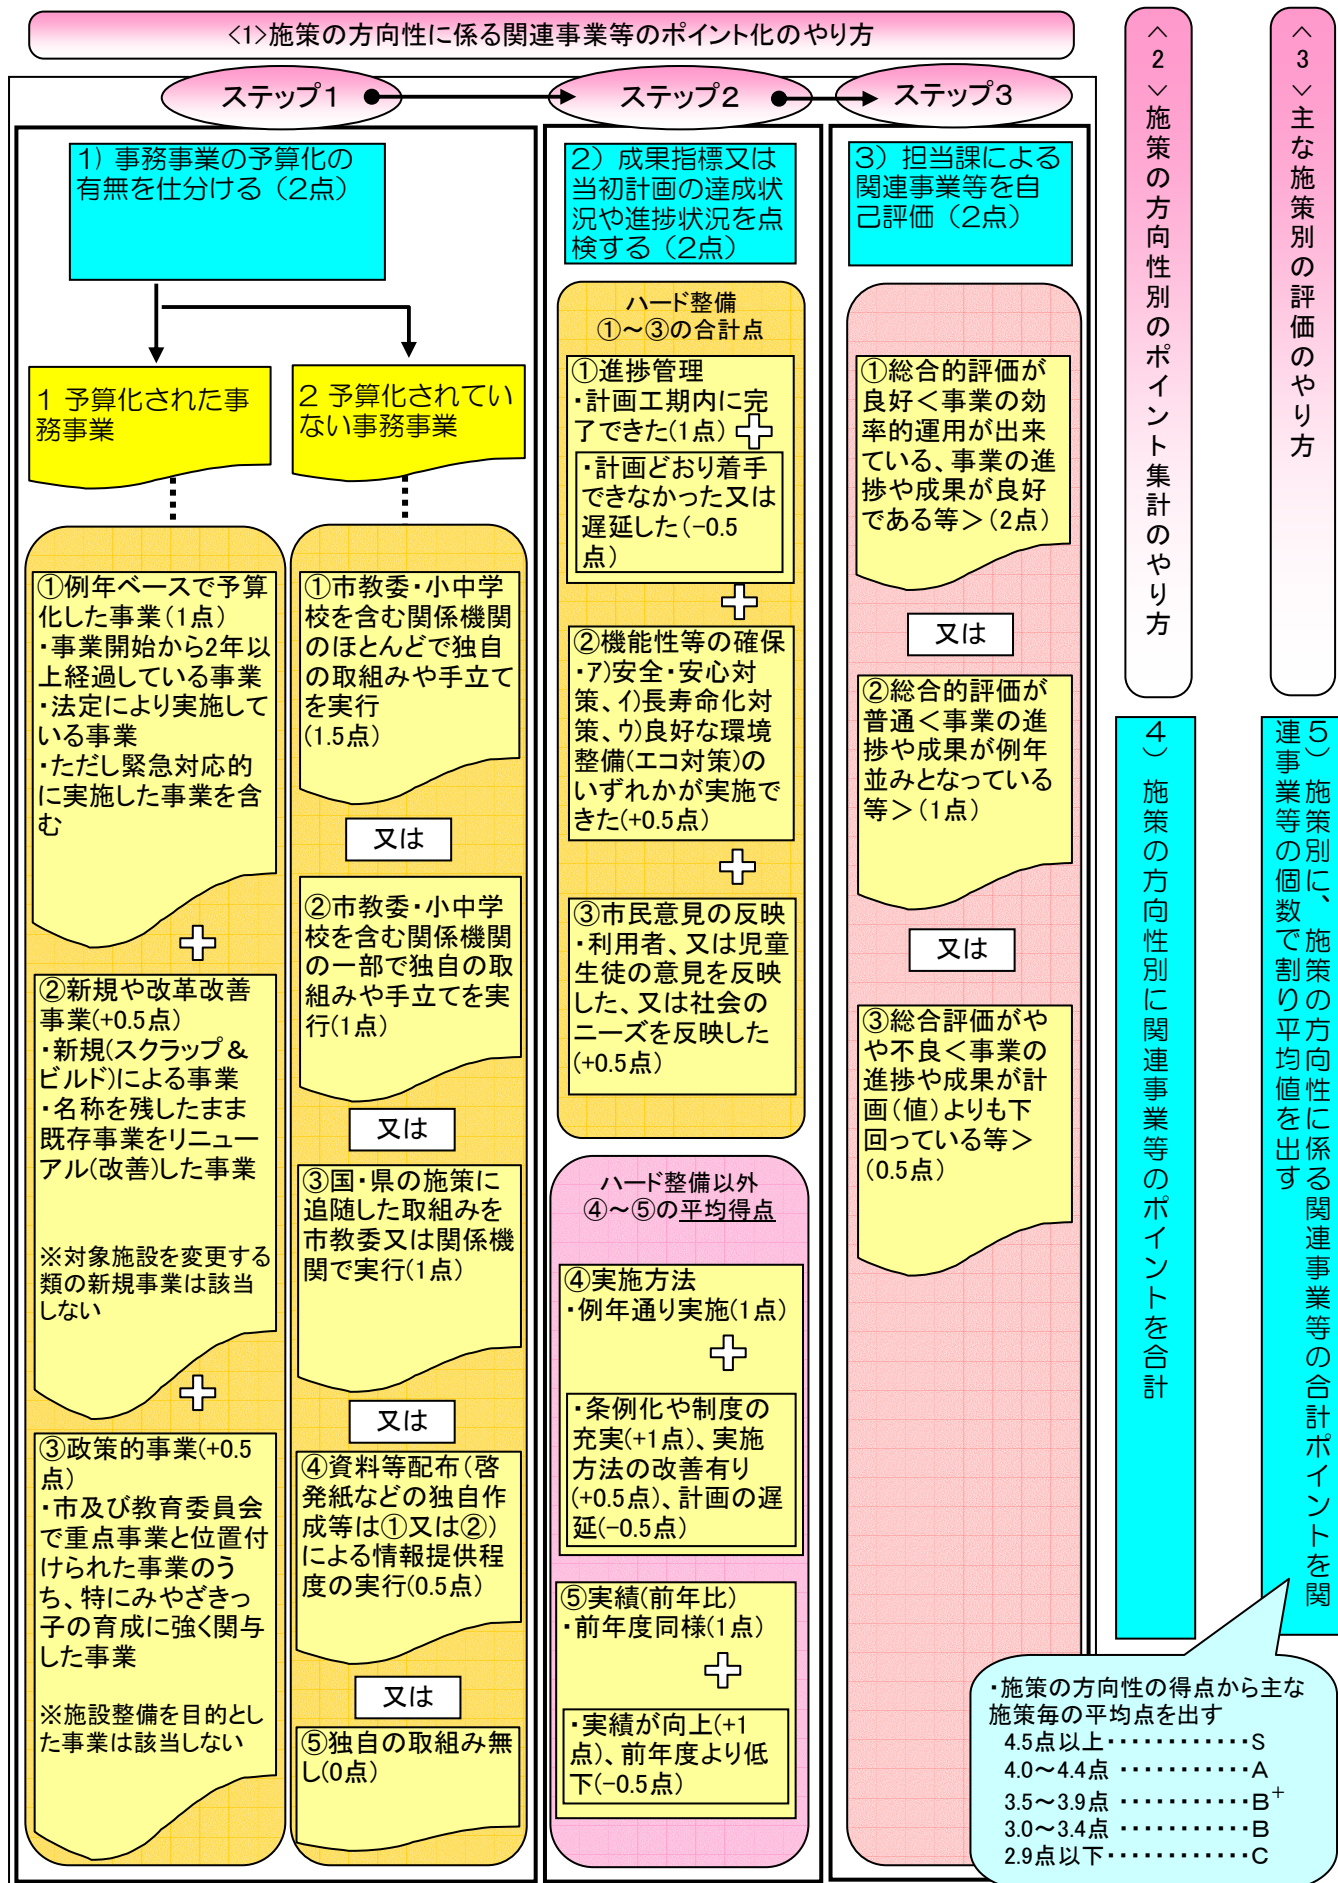 <1>施策の方向性に係る関連事業等のポイント化のやり方
ステップ1
ステップ2
ステップ3
1）事務事業の予算化の
有無を仕分ける（2点）
1 予算化された事
務事業
2 予算化されてい
ない事務事業
①例年ベースで予算
化した事業(1点)
・事業開始から2年以
上経過している事業
・法定により実施して
いる事業
・ただし緊急対応的
に実施した事業を含
む
②新規や改革改善
事業(+0.5点)
・新規(スクラップ＆
ビルド)による事業
・名称を残したまま
既存事業をリニュー
アル(改善)した事業
※対象施設を変更する
類の新規事業は該当
しない
③政策的事業(+0.5
点)
・市及び教育委員会
で重点事業と位置付
けられた事業のう
ち、特にみやざきっ
子の育成に強く関与
した事業
※施設整備を目的とし
た事業は該当しない
①市教委・小中学
校を含む関係機関
のほとんどで独自
の取組みや手立て
を実行
(1.5点)
又は
②市教委・小中学
校を含む関係機関
の一部で独自の取
組みや手立てを実
行(1点)
又は
③国・県の施策に
追随した取組みを
市教委又は関係機
関で実行(1点)
又は
④資料等配布(啓
発紙などの独自作
成等は①又は②)
による情報提供程
度の実行(0.5点)
又は
⑤独自の取組み無
し(0点)
2）成果指標又は
当初計画の達成状
況や進捗状況を点
検する（2点）
ハード整備
①～③の合計点
①進捗管理
・計画工期内に完
了できた(1点)
・計画どおり着手
できなかった又は
遅延した(-0.5
点)
②機能性等の確保
・ア)安全・安心対
策、イ)長寿命化対
策、ウ)良好な環境
整備(エコ対策)の
いずれかが実施で
きた(+0.5点)
③市民意見の反映
・利用者、又は児童
生徒の意見を反映
した、又は社会の
ニーズを反映した
(+0.5点)
ハード整備以外
④～⑤の平均得点
④実施方法
・例年通り実施(1点)
・条例化や制度の
充実(+1点)、実施
方法の改善有り
(+0.5点)、計画の遅
延(-0.5点)
⑤実績(前年比)
・前年度同様(1点)
・実績が向上(+1
点)、前年度より低
下(-0.5点)
3）担当課による
関連事業等を自
己評価（2点）
①総合的評価が
良好＜事業の効
率的運用が出来
ている、事業の進
捗や成果が良好
である等＞(2点)
又は
②総合的評価が
普通＜事業の進
捗や成果が例年
並みとなっている
等＞(1点)
又は
③総合評価がや
や不良＜事業の
進捗や成果が計
画(値)よりも下
回っている等＞
(0.5点)
<2>施策の方向性別のポイント集計のやり方
4）施策の方向性別に関連事業等のポイントを合計
<3>主な施策別の評価のやり方
5）施策別に、施策の方向性に係る関連事業等の合計ポイントを関
連事業等の個数で割り平均値を出す
・施策の方向性の得点から主な
施策毎の平均点を出す
4.5点以上・・・・・・・・・・・・S
4.0～4.4点 ・・・・・・・・・・・A
3.5～3.9点 ・・・・・・・・・・・B+
3.0～3.4点 ・・・・・・・・・・・B
2.9点以下・・・・・・・・・・・・C